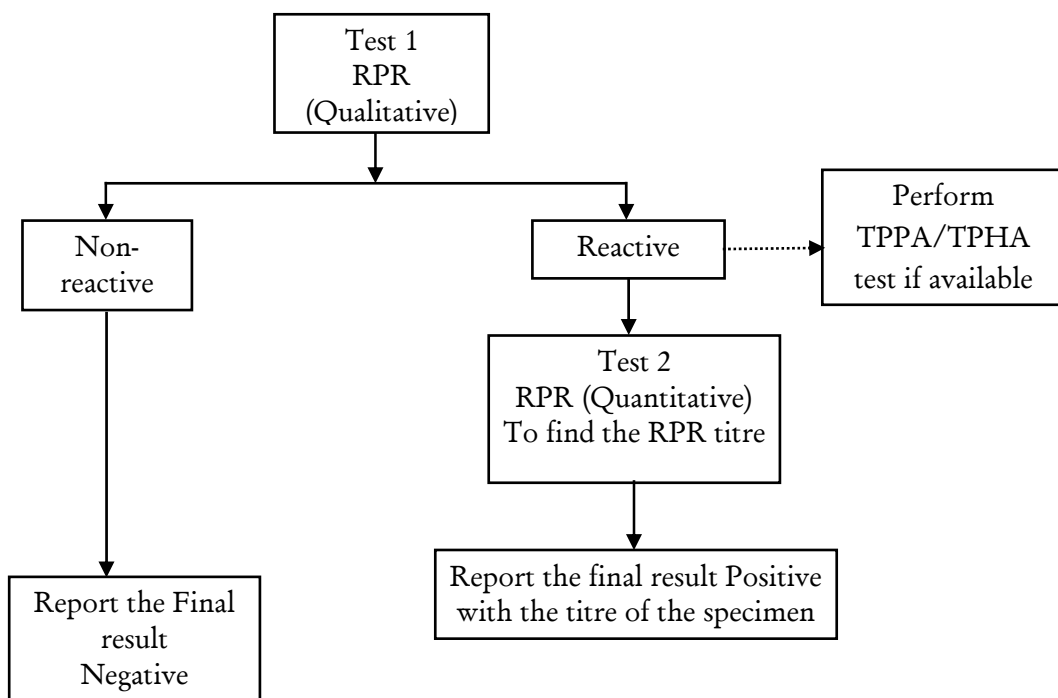 Test 1
RPR
(Qualitative)
Non-
reactive
Reactive
Perform
TPPA/TPHA
test if available
Test 2
RPR (Quantitative)
To find the RPR titre
Report the final result Positive
with the titre of the specimen
Report the Final
result
Negative